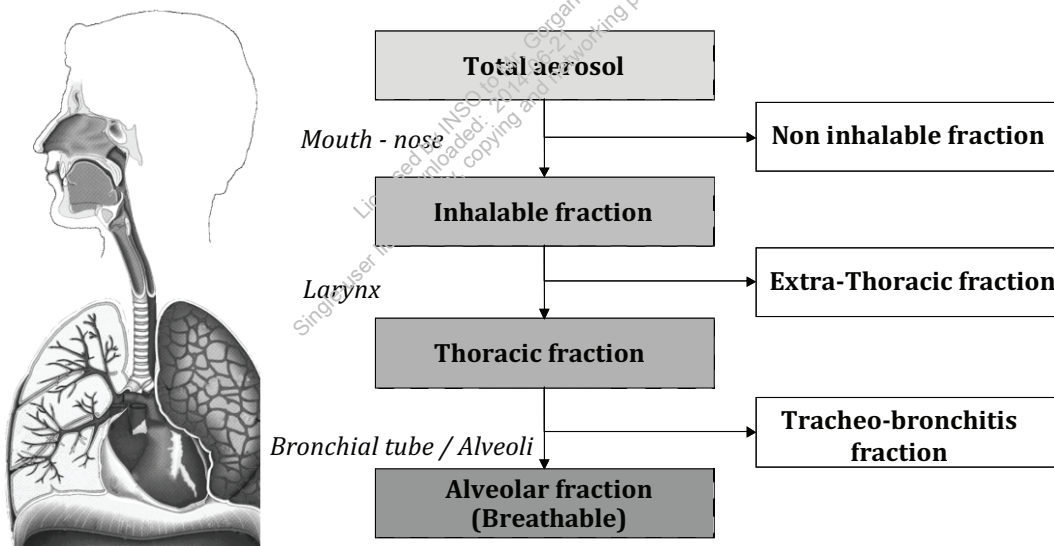 Total aerosol
Mouth - nose
Non inhalable fraction
Inhalable fraction
Larynx
Extra-Thoracic fraction
Thoracic fraction
Bronchial tube / Alveoli
Tracheo-bronchitis
fraction
Alveolar fraction
(Breathable)